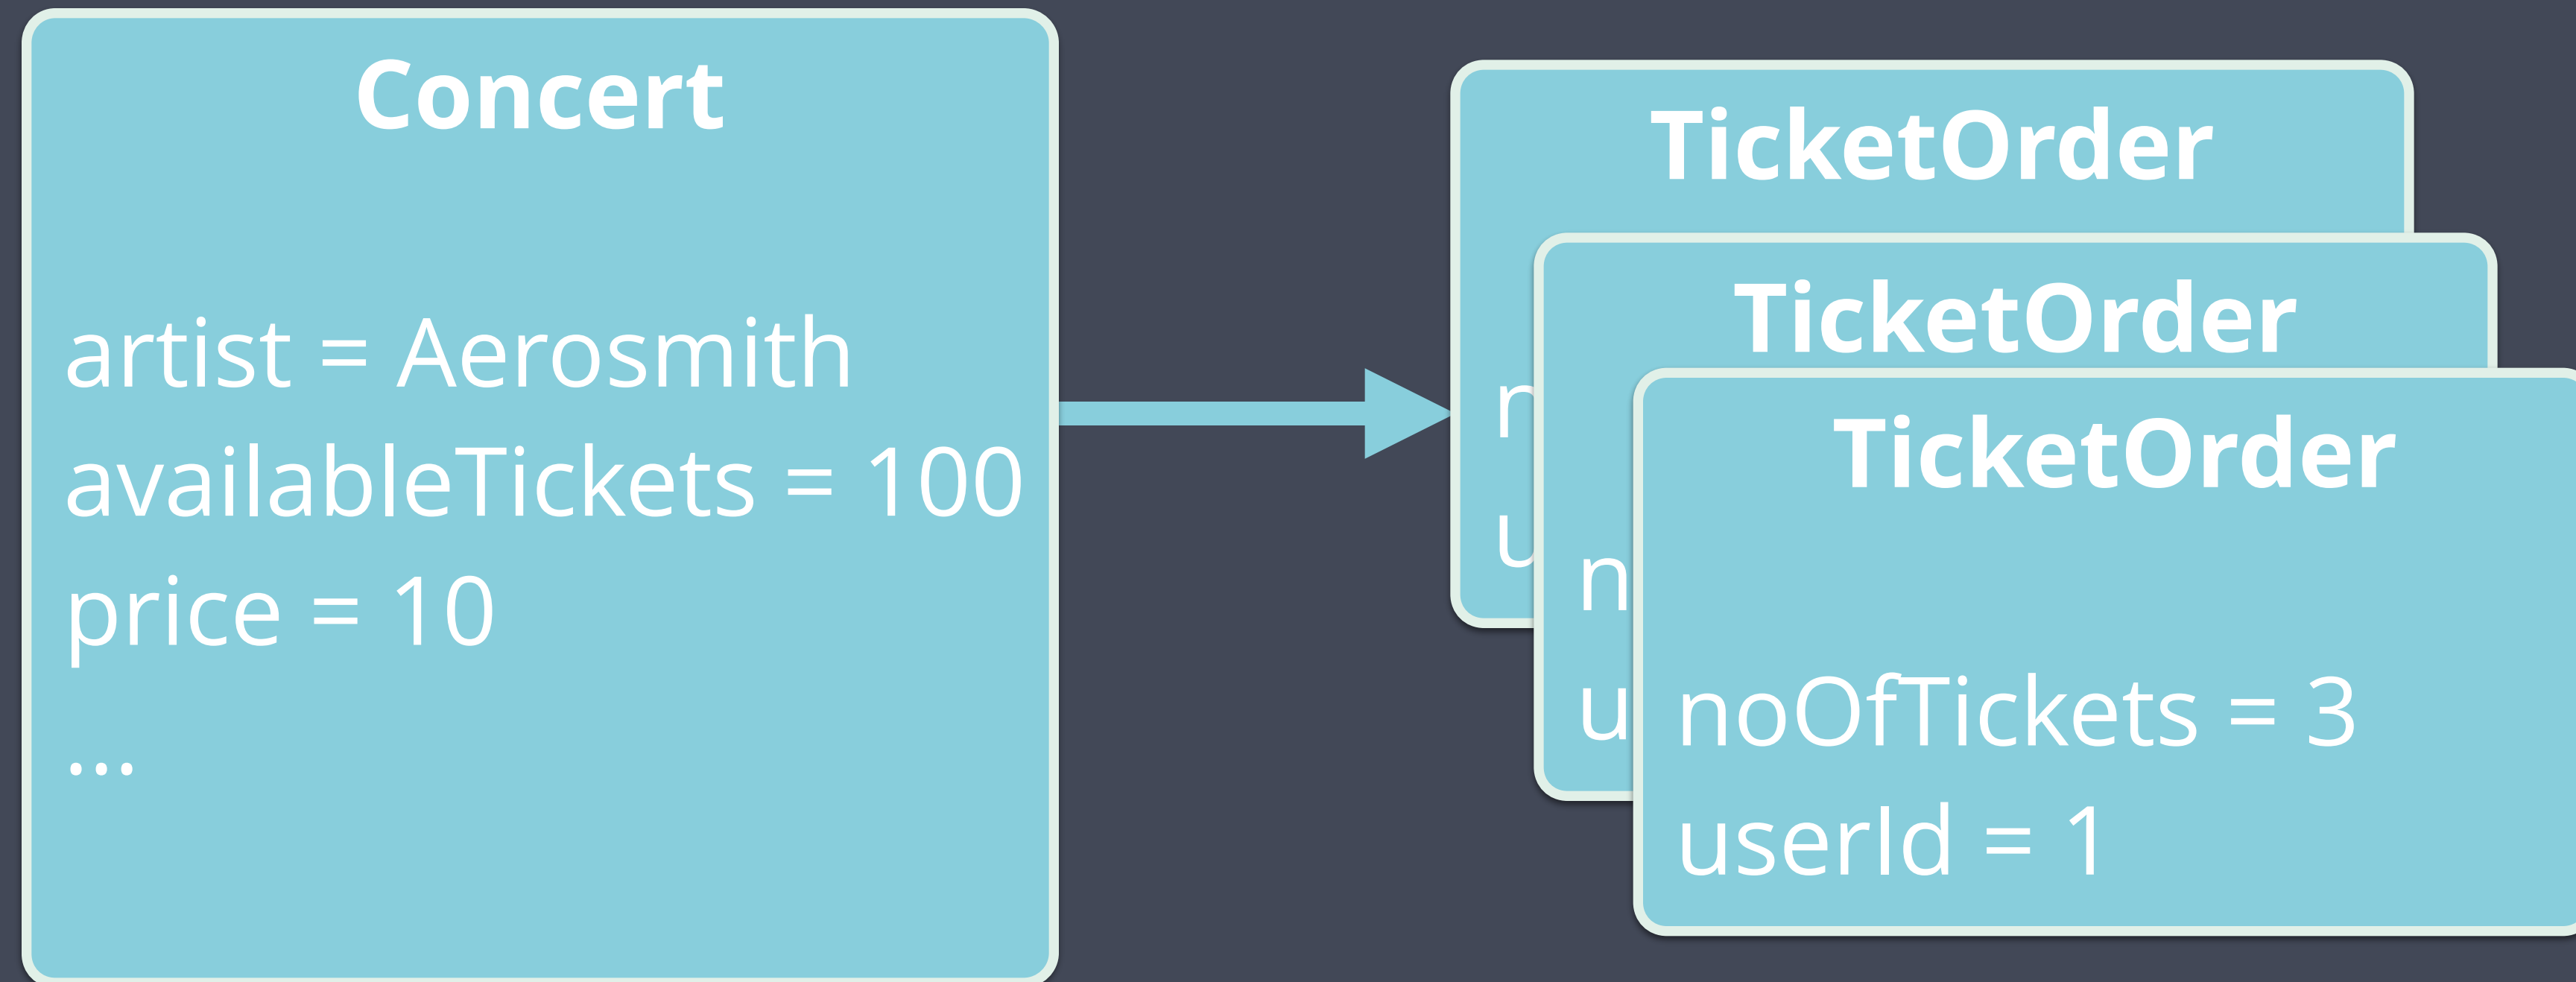 Concert
artist = Aerosmith
availableTickets = 100
price = 10
...
TicketOrder
TicketOrder
TicketOrder
noOfTickets = 3
userId = 1